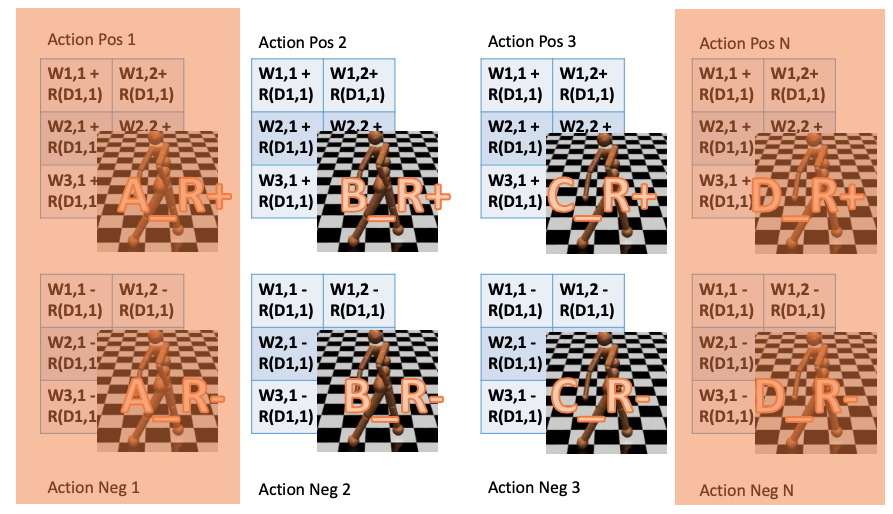 Action Pos 1
W1,1 + W1,2+
R(D1,1) R(D1,1)
W2,1 + W2,2 +
R(D1,1
W3,1 +
R(D1,1
A_R+
Action Pos 2
W1,1 + W1,2+
R(D1,1) R(D1,1)
W2,1 + W2,2 +
R(D1,1)
W3,1 +
R(D1,1)
B_R+
Action Pos 3
W1,1 + W1,2+
R(D1,1) R(D1,1)
W2,1 + W2,2 +
R(D1,1)
W3,1 +
R(D1,1)
C_R+
Action Pos N
W1,1 + W1,2+
R(D1,1) R(D1,1)
W2,1 + W2,2 +
R(D1,1)
W3,1 +
R(D1,1)
D_R+
W1,1 - W1,2 -
R(D1,1) R(D1,1)
W2,1 -
R(D1,1
W3,1 -
R(D1,1
A_R-
Action Neg 1
W1,1 - W1,2 -
R(D1,1) R(D1,1)
W2,1 -
R(D1,1)
W3,1 -
R(D1,1)
B_R-
Action Neg 2
W1,1 - W1,2 -
R(D1,1) R(D1,1)
W2,1 -
R(D1,1)
W3,1 -
R(D1,1)
C_R-
Action Neg 3
W1,1 - W1,2 -
R(D1,1) R(D1,1)
W2,1 -
R(D1,1)
W3,1 -
R(D1,1)
D_R-
Action Neg N